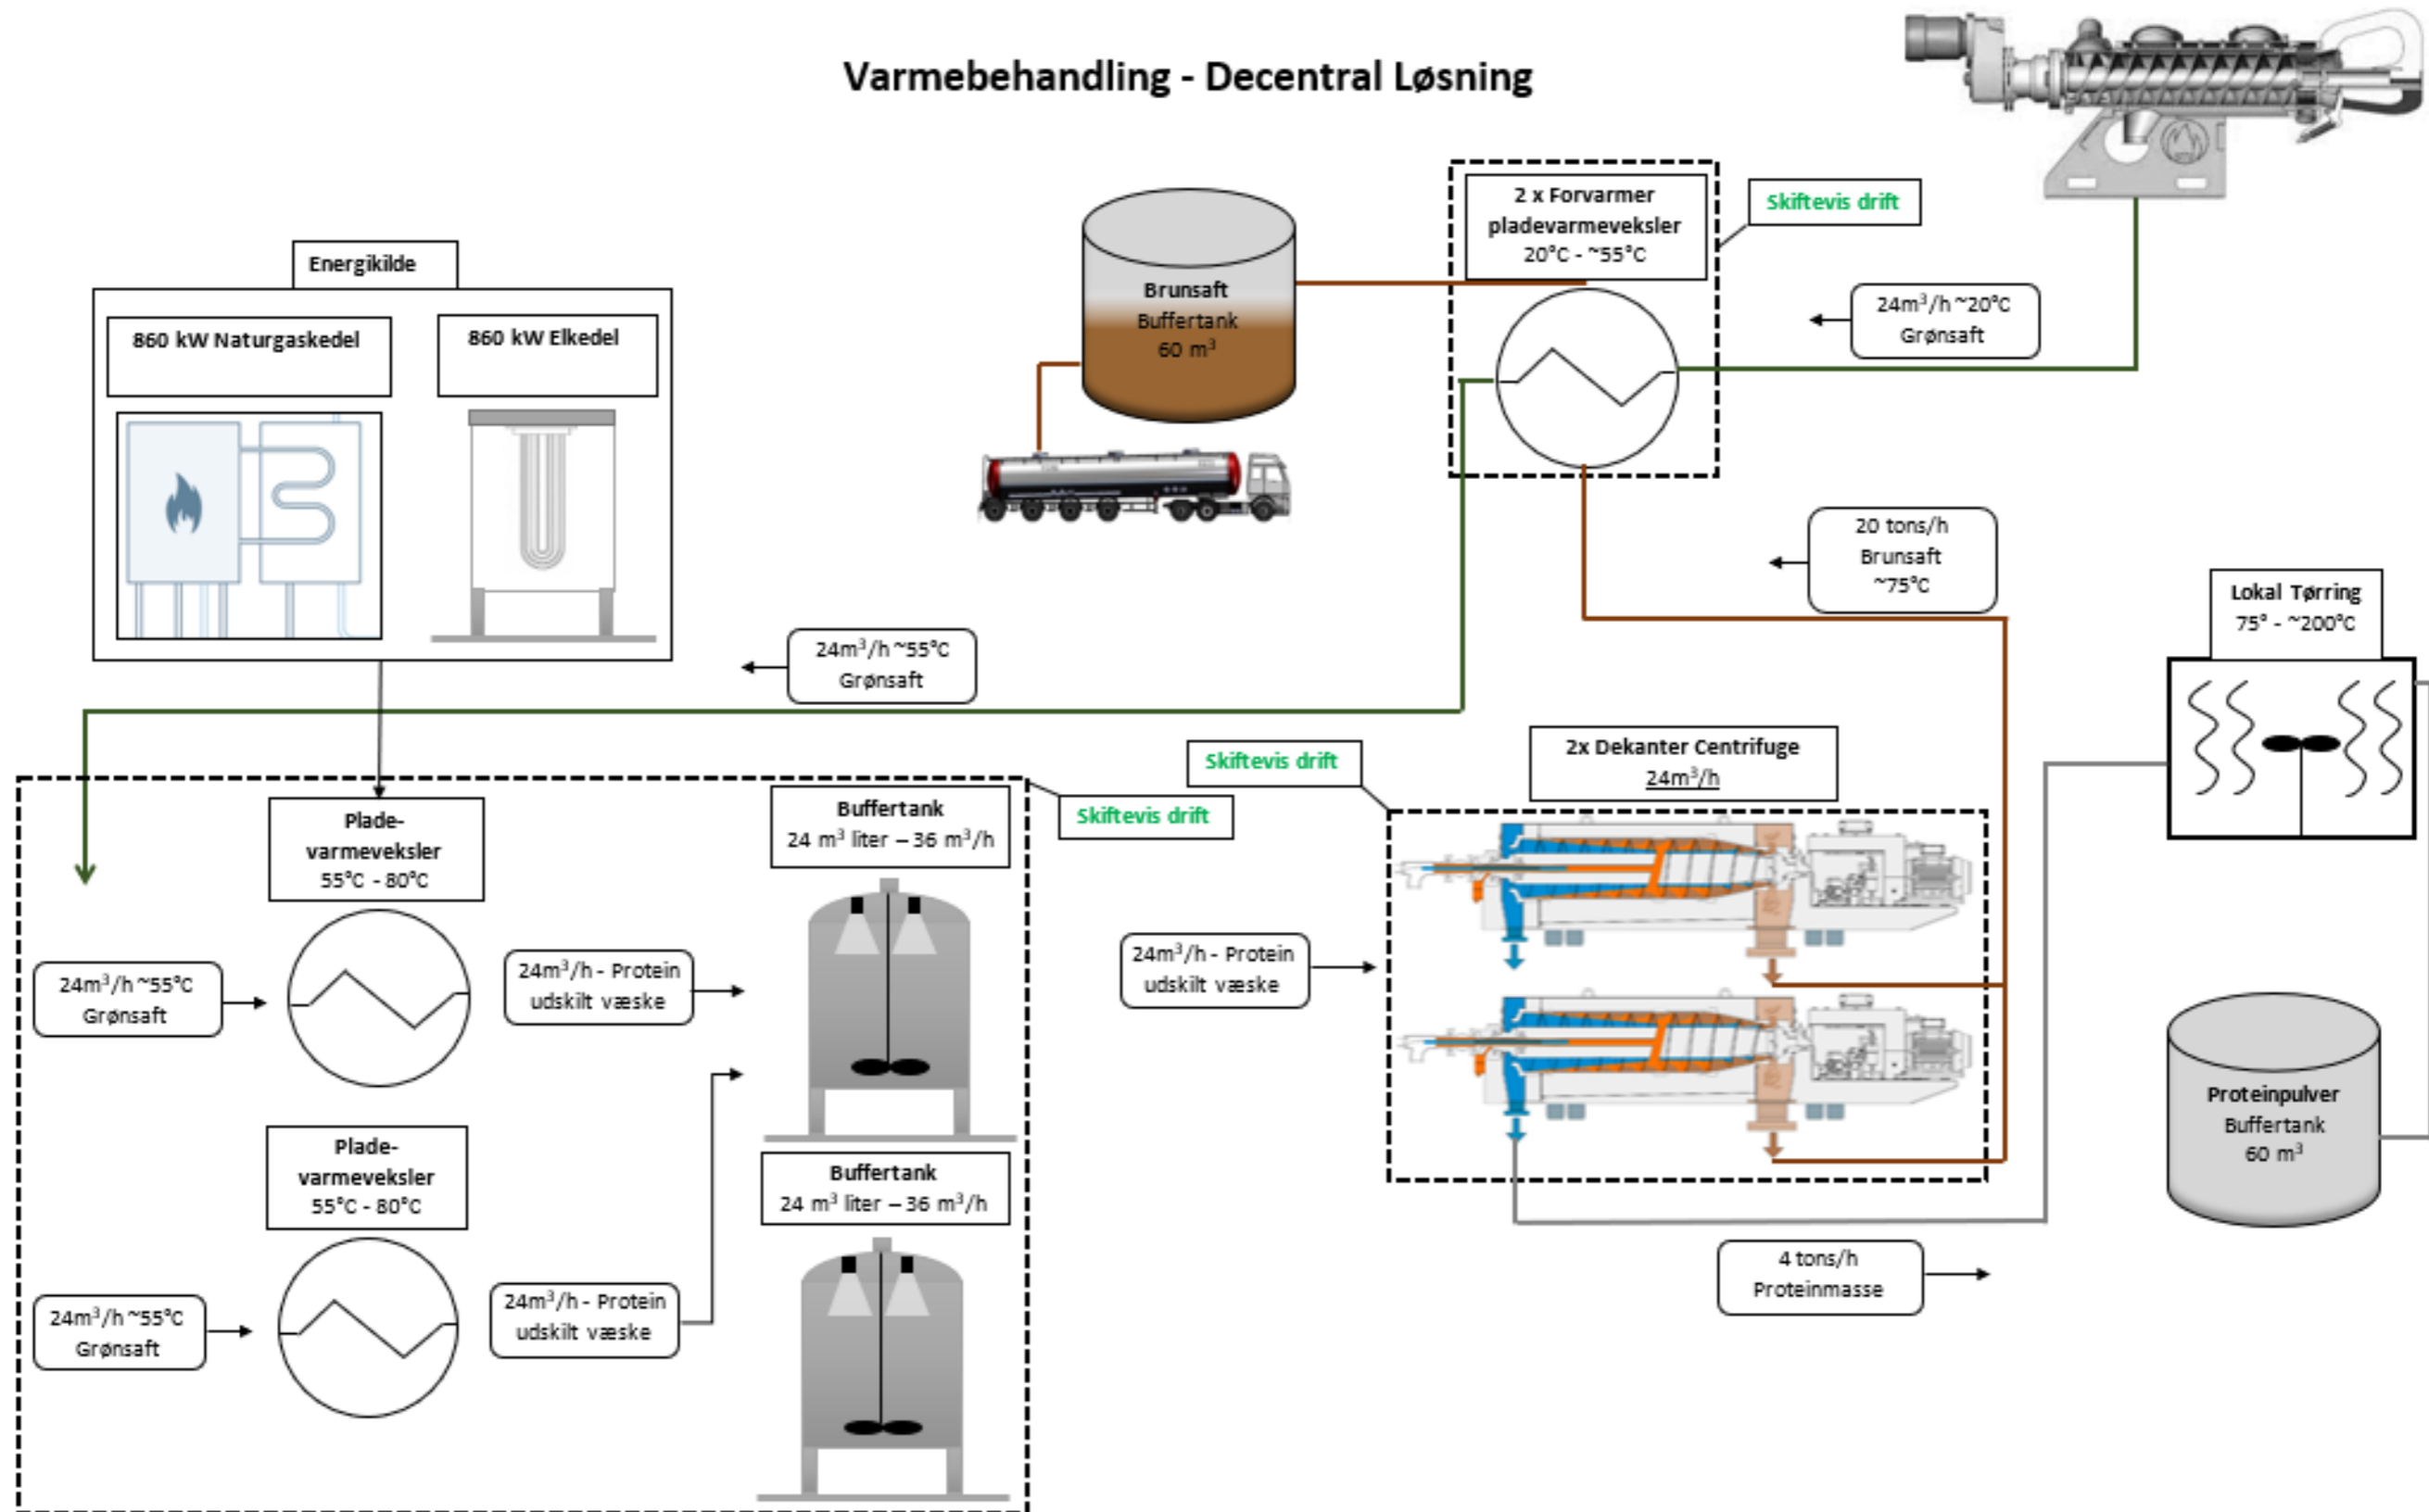 Varmebehandling - Decentral Løsning
2 x Forvarmer
pladevarmeveksler
20°C - ~55°C
Skiftevis drift
24m³/h ~20°C
Grønsaft
Energikilde
860 kW Naturgaskedel
860 kW Elkedel
Brunsaft
Buffertank
60 m³
20 tons/h
Brunsaft
~75°C
Lokal Tørring
75° - ~200°C
24m³/h ~55°C
Grønsaft
2x Dekanter Centrifuge
24m³/h
Skiftevis drift
Skiftevis drift
Plade-
varmeveksler
55°C - 80°C
Buffertank
24 m³ liter – 36 m³/h
24m³/h ~55°C
Grønsaft
24m³/h - Protein
udskilt væske
24m³/h - Protein
udskilt væske
Proteinpulver
Buffertank
60 m³
Plade-
varmeveksler
55°C - 80°C
Buffertank
24 m³ liter – 36 m³/h
24m³/h ~55°C
Grønsaft
24m³/h - Protein
udskilt væske
4 tons/h
Proteinmasse